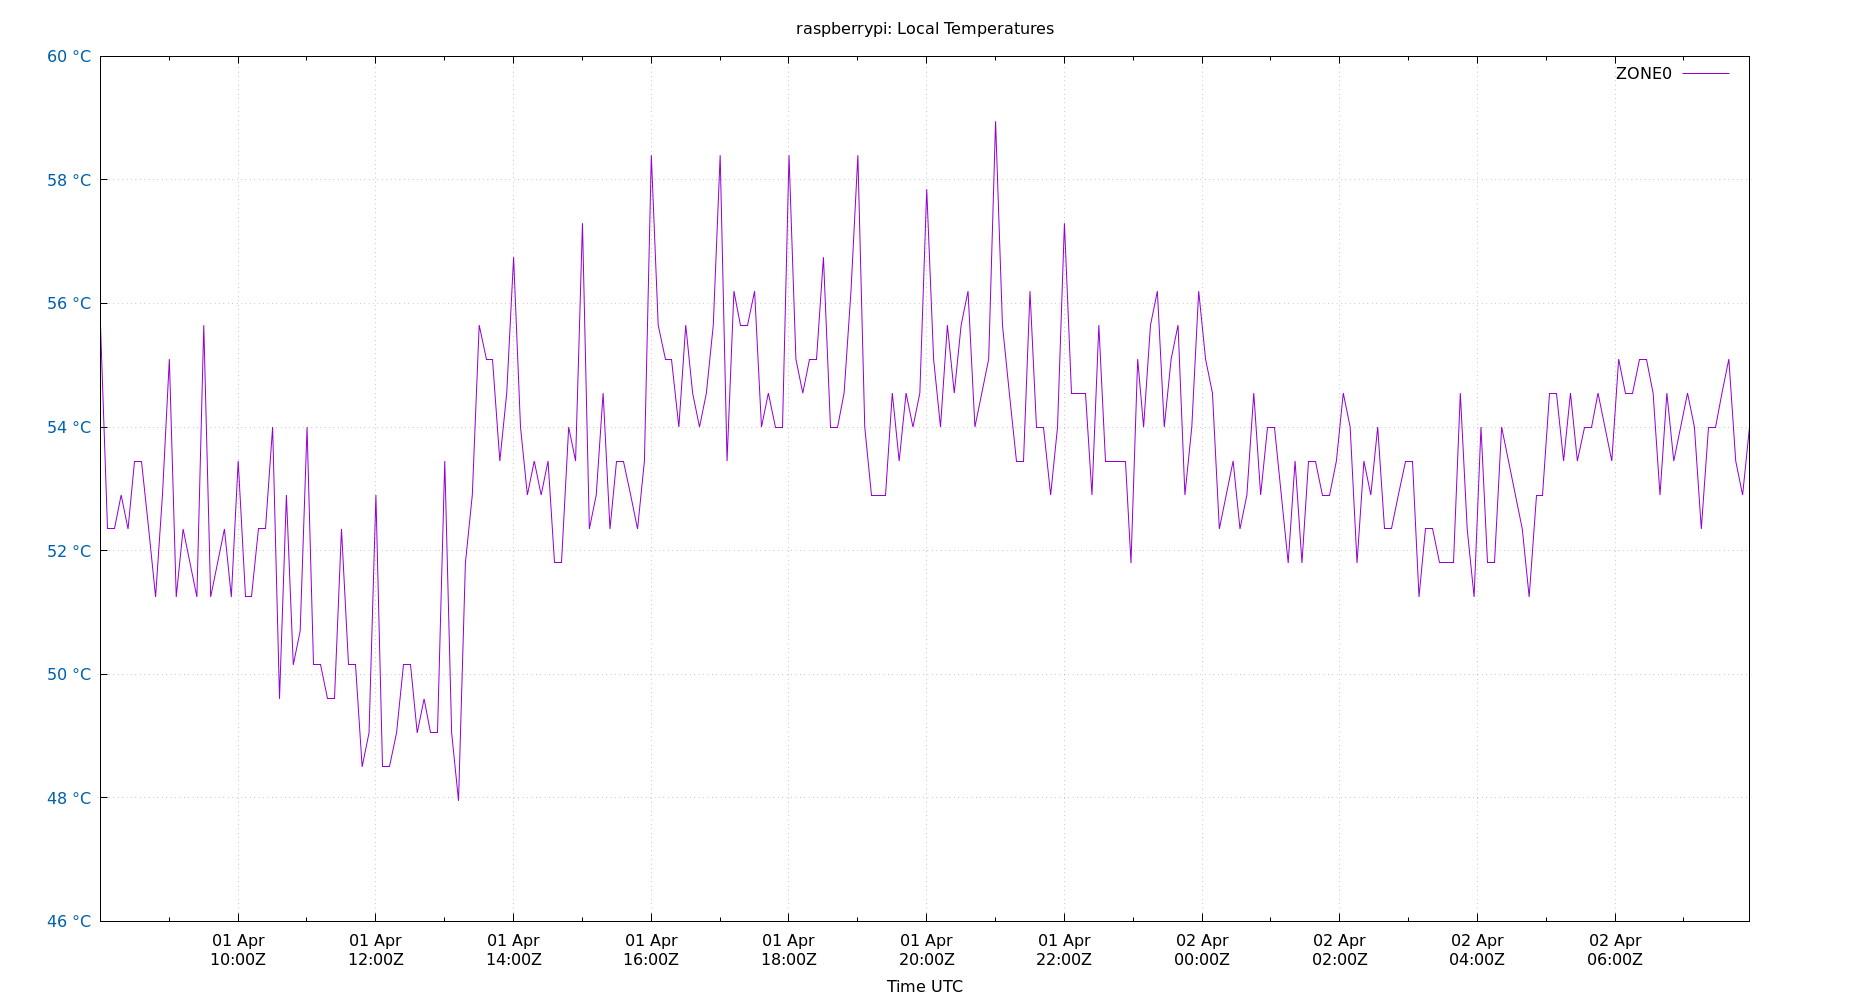 raspberrypi: Local Temperatures
60 °C
ZONE0
58 °C
56 °C
54 °C
52 °C
50 °C
48 °C
46 °C
01 Apr 01 Apr 01 Apr 01 Apr 01 Apr 01 Apr 01 Apr 02 Apr 02 Apr 02 Apr 02 Apr
10:00Z 12:00Z 14:00Z 16:00Z 18:00Z 20:00Z 22:00Z 00:00Z 02:00Z 04:00Z 06:00Z
Time UTC